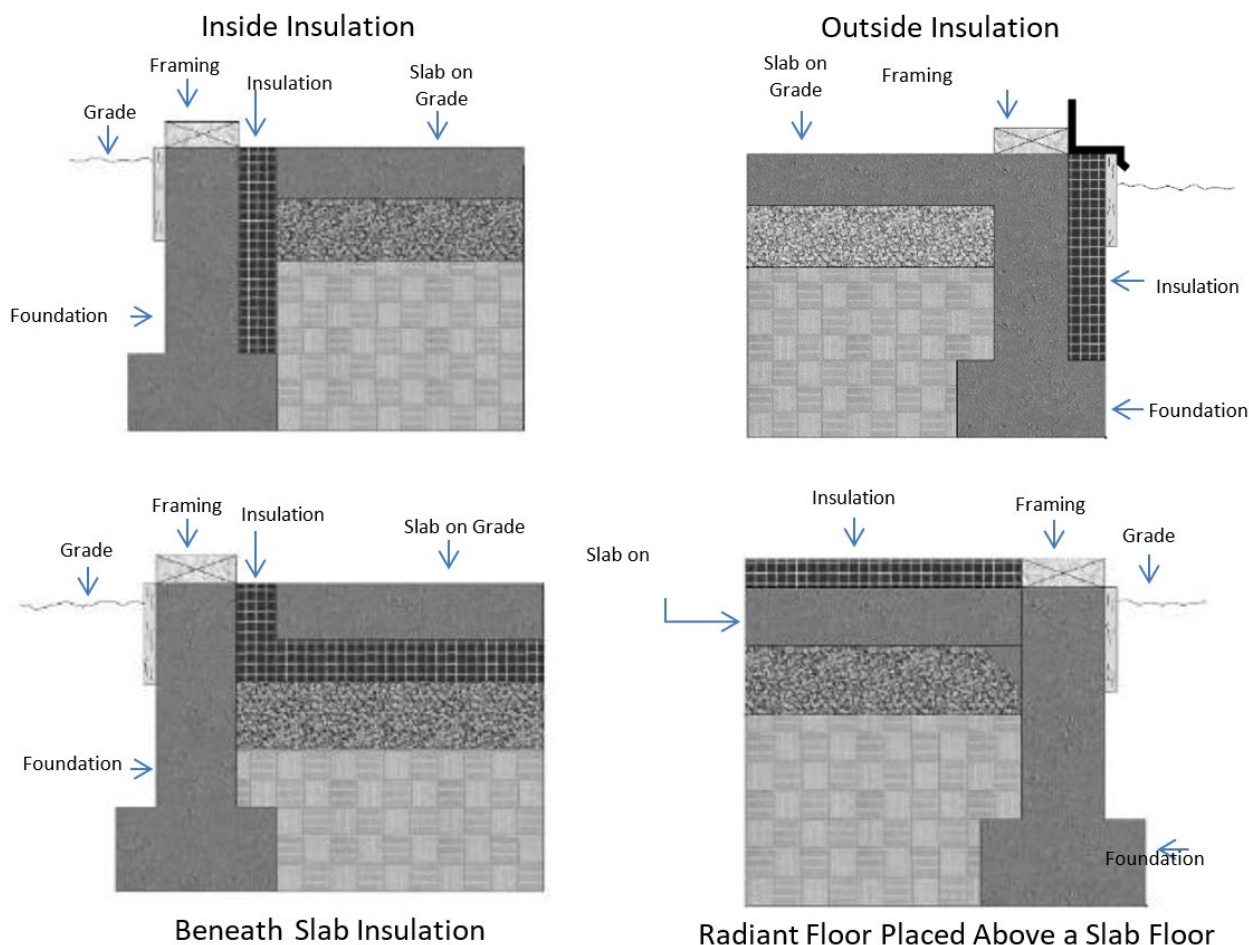 Inside Insulation
Framing
Insulation
Slab on
Grade
Grade
Foundation
Outside Insulation
Slab on
Grade
Framing
Insulation
Foundation
Framing
Insulation
Slab on Grade
Grade
Foundation
Beneath Slab Insulation
Insulation
Framing
Grade
Slab on
Foundation
Radiant Floor Placed Above a Slab Floor